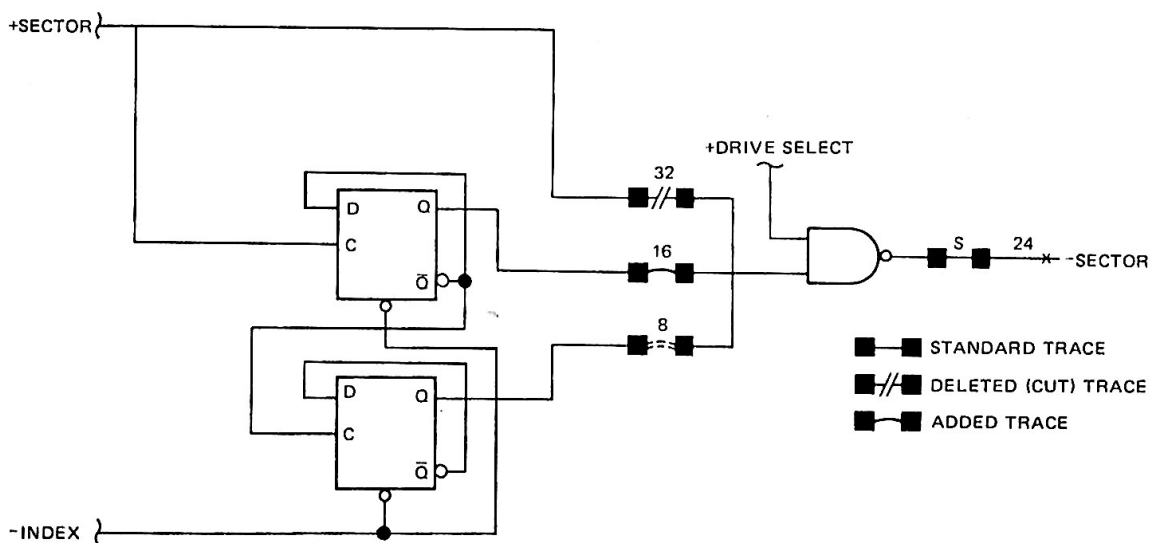 +SECTOR
+DRIVE SELECT
32
D Q
C
Q̅
16
S 24
-SECTOR
8
STANDARD TRACE
DELETED (CUT) TRACE
ADDED TRACE
D Q
C
Q̅
-INDEX